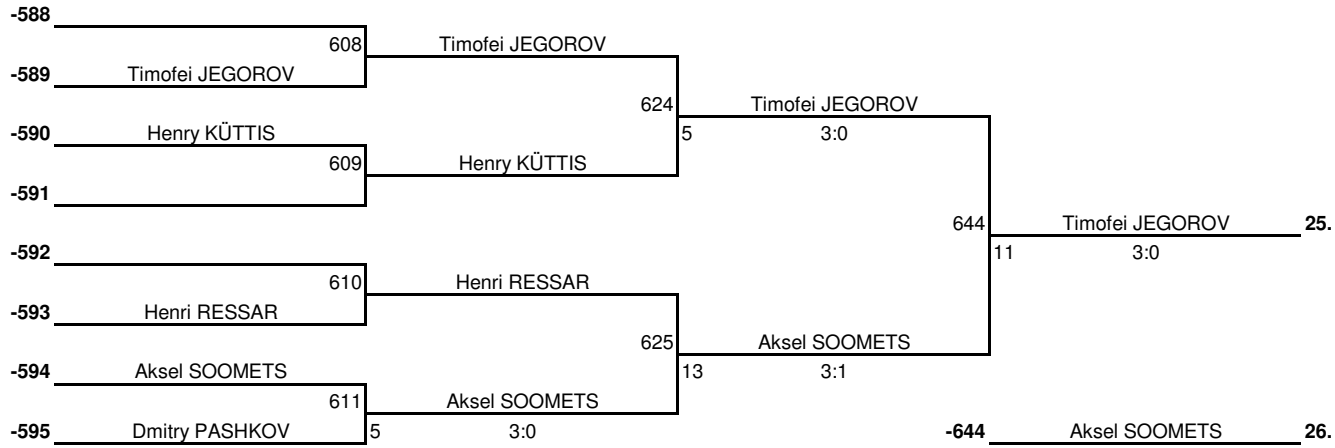 -588
608 Timofei JEGOROV
-589 Timofei JEGOROV
624 Timofei JEGOROV
-590 Henry KÜTTIS
5 3:0
609 Henry KÜTTIS
-591
644 Timofei JEGOROV 25.
-592
11 3:0
610 Henri RESSAR
-593 Henri RESSAR
625 Aksel SOOMETS
-594 Aksel SOOMETS
13 3:1
611 Aksel SOOMETS
-595 Dmitry PASHKOV 5 3:0 -644 Aksel SOOMETS 26.